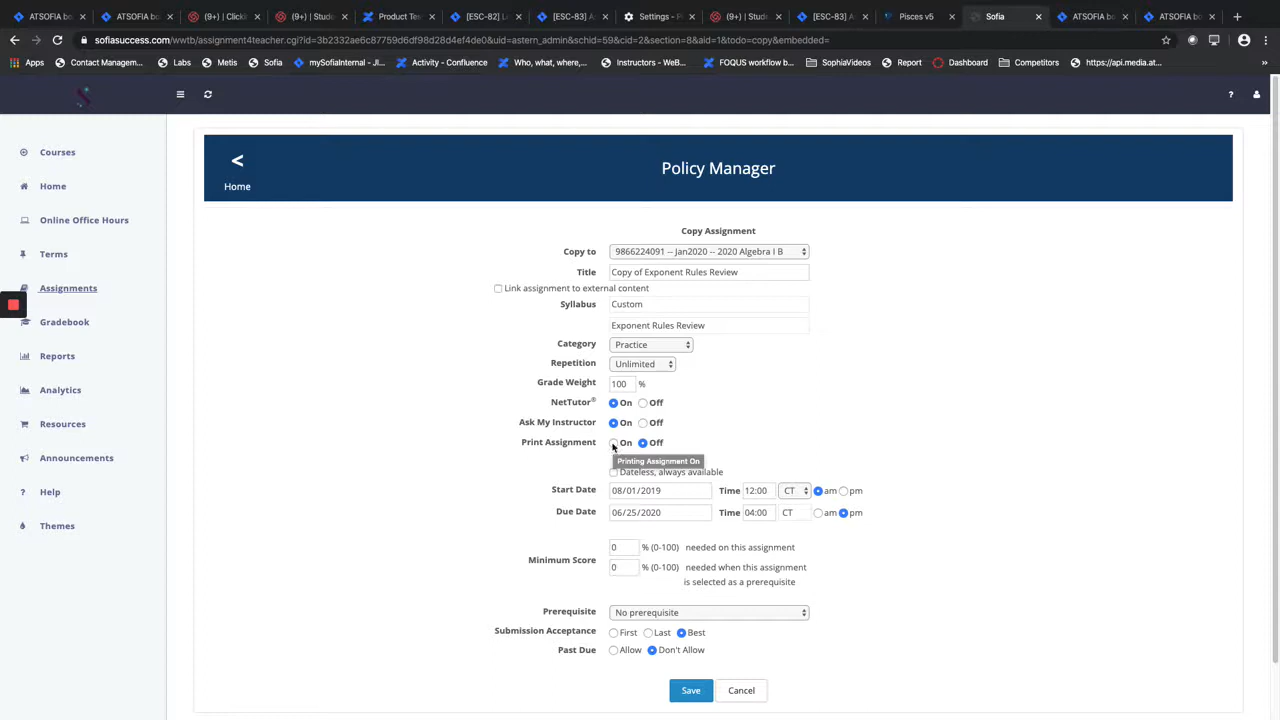 ATSOFIA bo
ATSOFIA bo
(9+) Clickin
(9+) | Stude
Product Ten
[ESC-82] L
[ESC-83] A
Settings - P
(9+) Stude
[ESC-83] A
Pisces v5
Sofia
ATSOFIA bo
ATSOFIA bo
sofiasuccess.com/wwtb/assignment4teacher.cgi?id=3b2332ae6c87759d6df98d28d4ef4de0&uid=astern_admin&schid=59&cid=2&section=8&aid=1&todo=copy&embedded=
Apps
Contact Managem...
Labs
Metis
Sofia
mySofiaInternal - JI...
Activity - Confluence
Who, what, where,...
Instructors - WeB...
FOQUS workflow b...
SophiaVideos
Report
Dashboard
Competitors
https://api.media.at...
»
?
Courses
Home
Online Office Hours
Terms
Assignments
Gradebook
Reports
Analytics
Resources
Announcements
? Help
Themes
<
Home
Policy Manager
Copy Assignment
Copy to 9866224091 -- Jan2020 -- 2020 Algebra I B
Title Copy of Exponent Rules Review
Link assignment to external content
Syllabus Custom
Exponent Rules Review
Category Practice
Repetition Unlimited
Grade Weight 100 %
NetTutor® On Off
Ask My Instructor On Off
Print Assignment On Off
Printing Assignment On
Dateless, always available
Start Date 08/01/2019 Time 12:00 CT am pm
Due Date 06/25/2020 Time 04:00 CT am pm
Minimum Score
0 % (0-100) needed on this assignment
0 % (0-100) needed when this assignment
is selected as a prerequisite
Prerequisite No prerequisite
Submission Acceptance First Last Best
Past Due Allow Don't Allow
Save Cancel